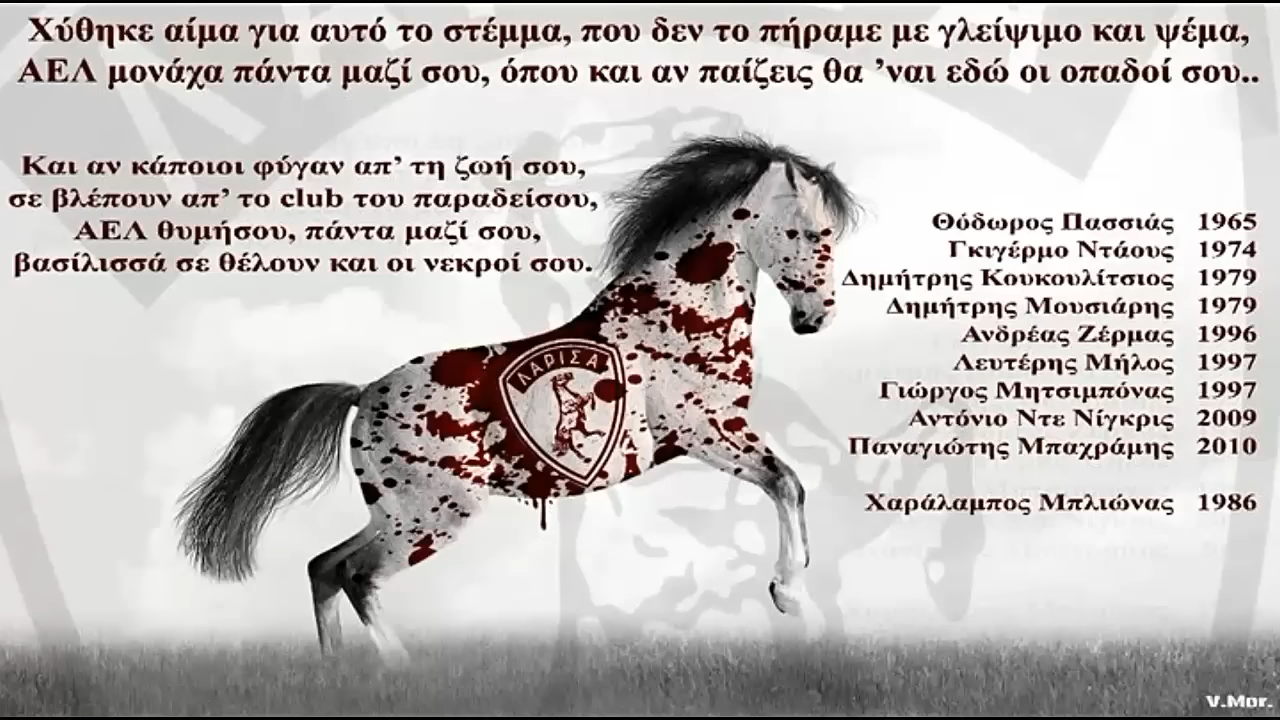 Χύθηκε αίμα για αυτό το στέμμα, που δεν το πήραμε με γλείψιμο και ψέμα,
ΑΕΛ μονάχα πάντα μαζί σου, όπου και αν παίζεις θα ’ναι εδώ οι οπαδοί σου..
Και αν κάποιοι φύγαν απ’ τη ζωή σου,
σε βλέπουν απ’ το club του παραδείσου,
ΑΕΛ θυμήσου, πάντα μαζί σου,
βασίλισσά σε θέλουν και οι νεκροί σου.
Θόδωρος Πασσιάς 1965
Γκιγέρμο Ντάους 1974
Δημήτρης Κουκουλίτσιος 1979
Δημήτρης Μουσιάρης 1979
Ανδρέας Ζέρμας 1996
Λευτέρης Μήλος 1997
Γιώργος Μητσιμπόνας 1997
Αντόνιο Ντε Νίγκρις 2009
Παναγιώτης Μπαχράμης 2010
Χαράλαμπος Μπλιώνας 1986
ΛΑΡΙΣΑ
V.Mor.